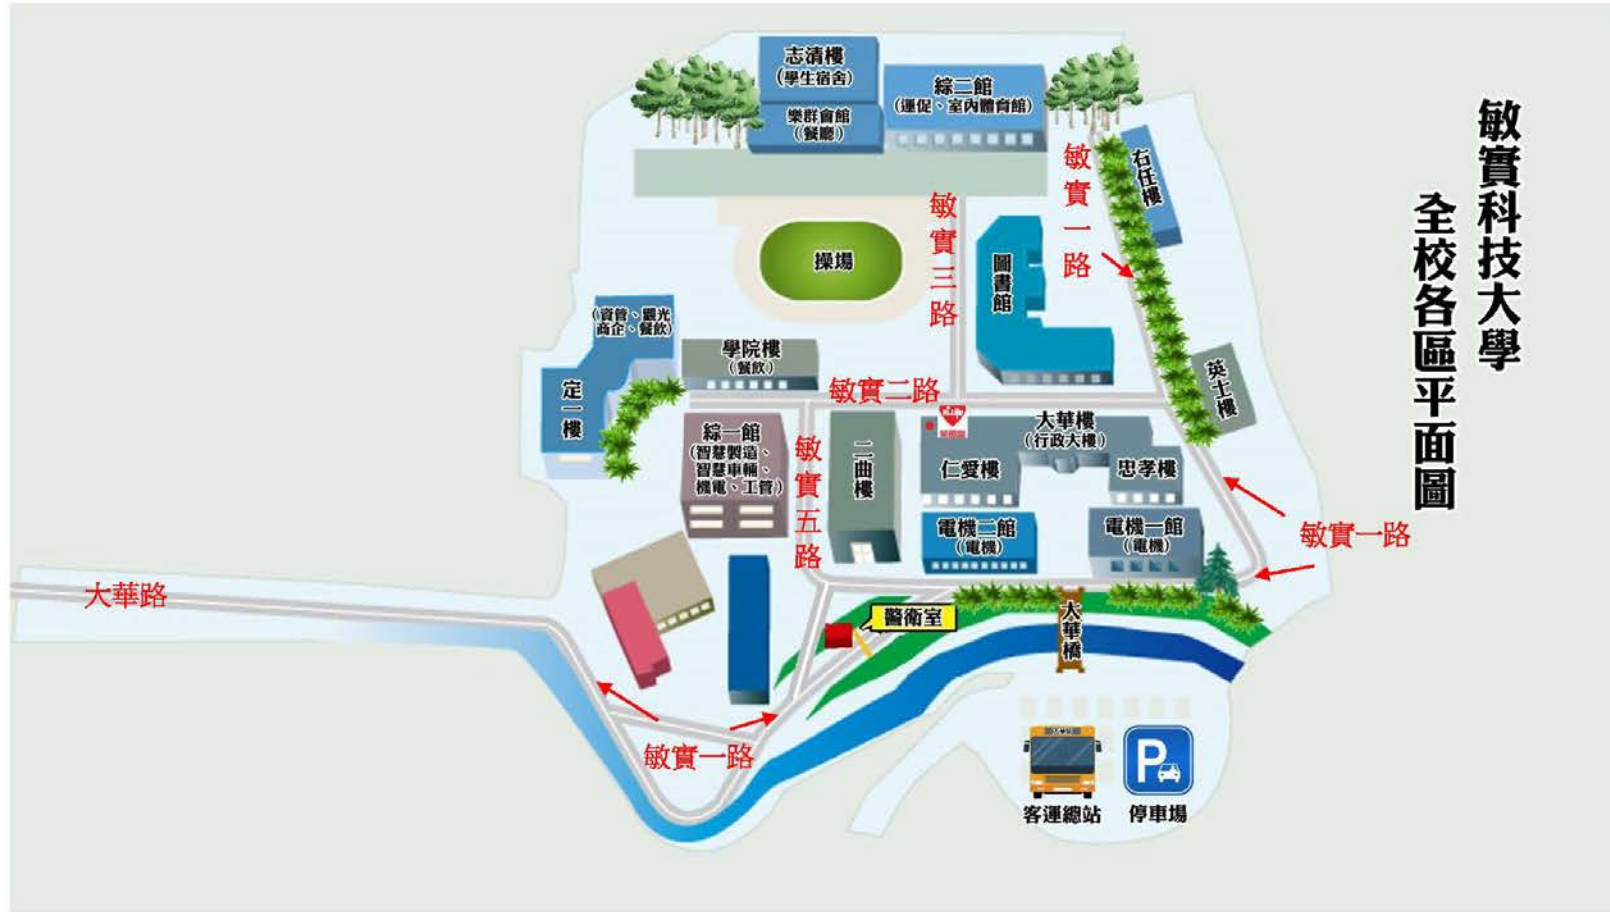 敏實科技大學
全校各區平面圖
志清樓
(學生宿舍)
樂群會館
(餐廳)
綜二館
(運促、室內體育館)
敏實一路
右任樓
敏實三路
圖書館
操場
(資管、觀光
商企、餐飲)
定一樓
學院樓
(餐飲)
敏實二路
英士樓
綜一館
(智慧製造、
智慧車輛、
機電、工管)
敏實五路
二曲樓
大華樓
(行政大樓)
仁愛樓
忠孝樓
電機二館
(電機)
電機一館
(電機)
敏實一路
大華路
警衛室
大華橋
敏實一路
P
客運總站
停車場